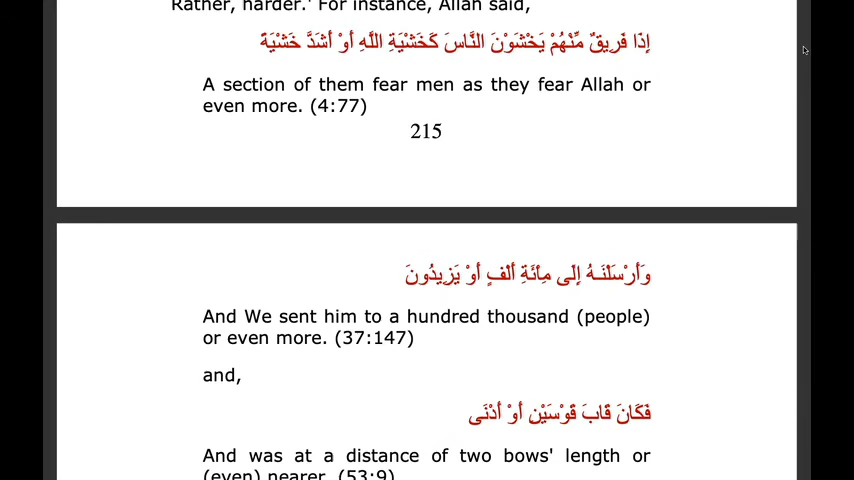 Rather, harder.' For instance, Allah said,
إِذَا فَرِيقٌ مِّنْهُمْ يَخْشَوْنَ النَّاسَ كَخَشْيَةِ اللَّهِ أَوْ أَشَدَّ خَشْيَةً
A section of them fear men as they fear Allah or
even more. (4:77)
215
وَأَرْسَلْنَـهُ إِلَى مِاْئَةِ أَلْفٍ أَوْ يَزِيدُونَ
And We sent him to a hundred thousand (people)
or even more. (37:147)
and,
فَكَانَ قَابَ قَوْسَيْنِ أَوْ أَدْنَى
And was at a distance of two bows' length or
(even) nearer. (53:9)